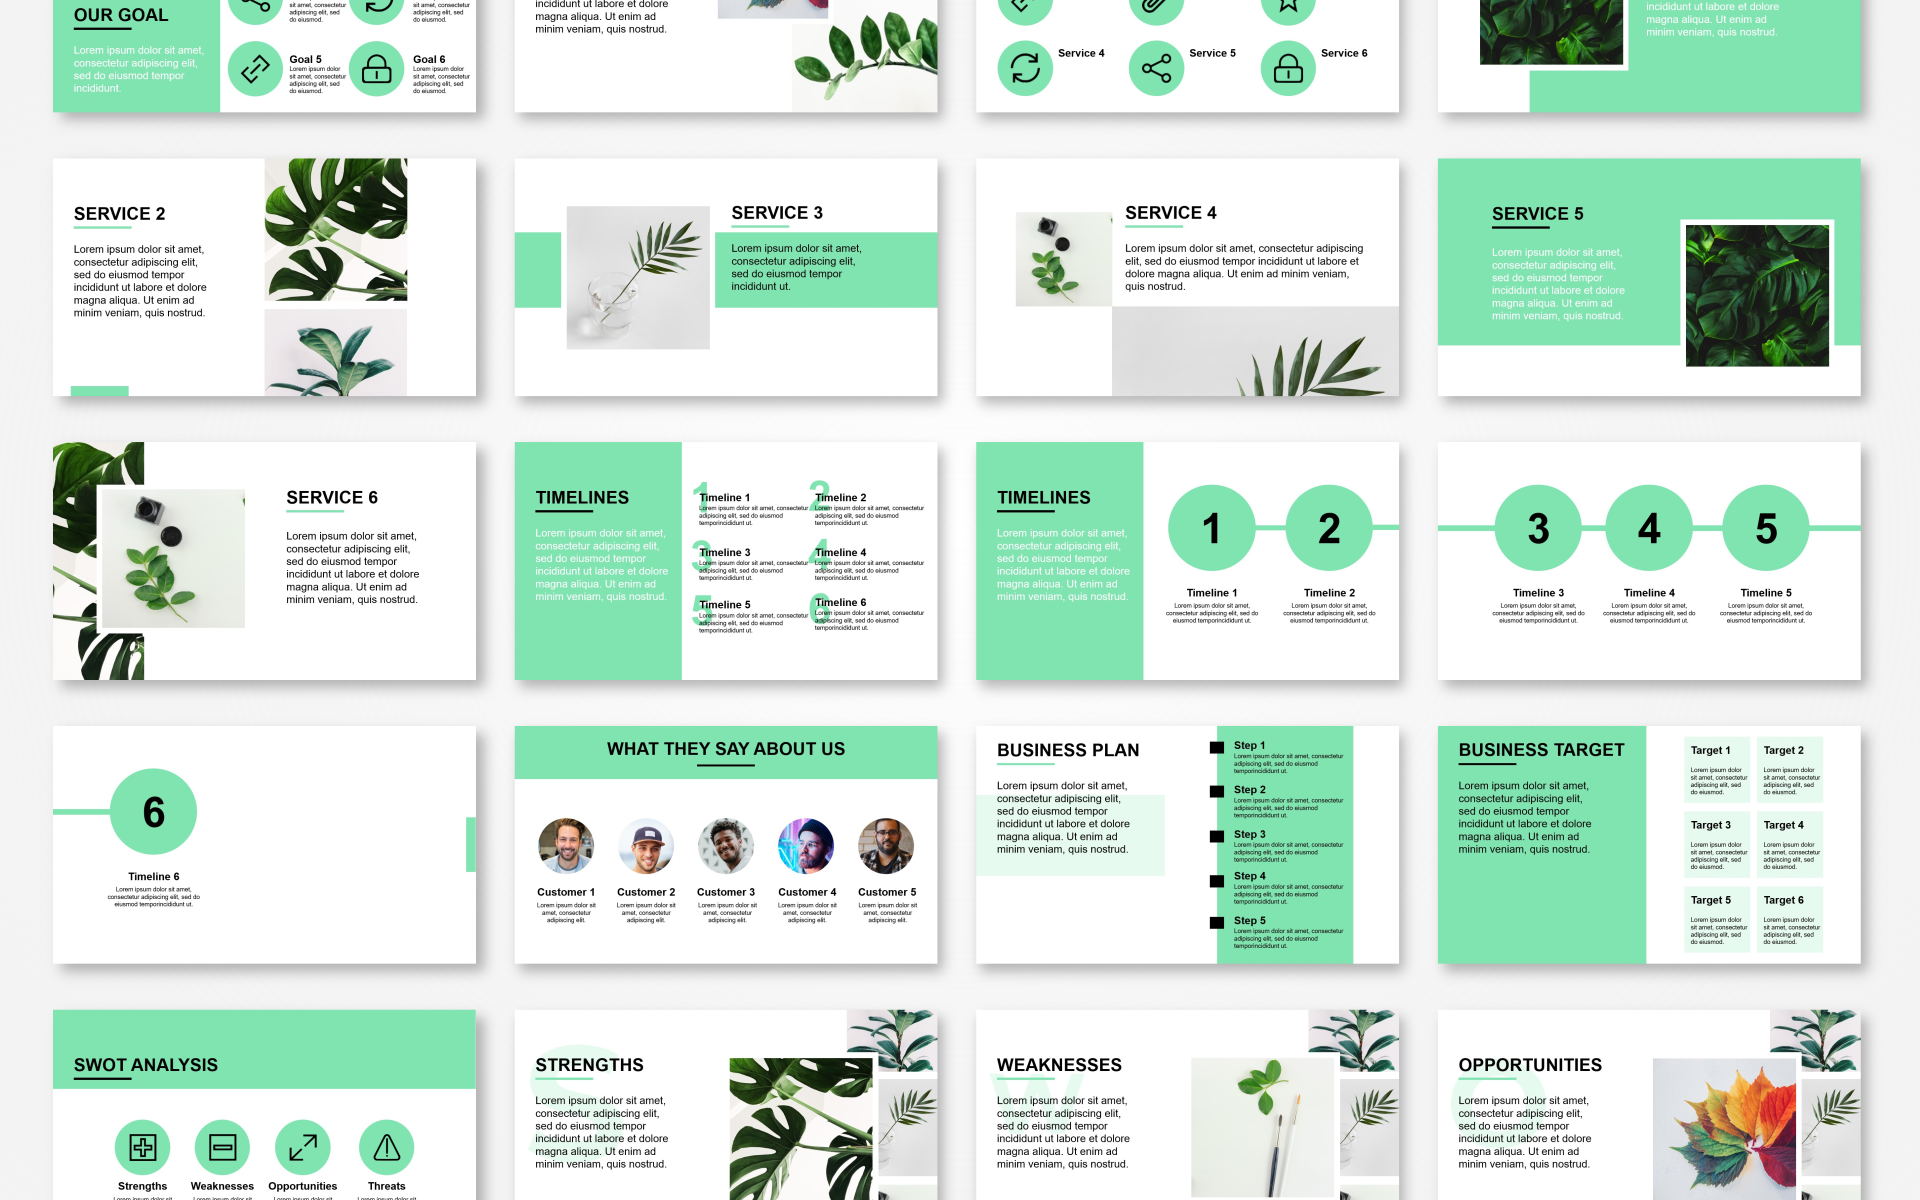 OUR GOAL
Lorem ipsum dolor sit amet,
consectetur adipiscing elit,
sed do eiusmod tempor
incididunt.
sit amet, consectetur
adipiscing elit, sed
do eiusmod.
sit amet, consectetur
adipiscing elit, sed
do eiusmod.
Goal 5
Lorem ipsum dolor
sit amet, consectetur
adipiscing elit, sed
do eiusmod.
Goal 6
Lorem ipsum dolor
sit amet, consectetur
adipiscing elit, sed
do eiusmod.
incididunt ut labore et dolore
magna aliqua. Ut enim ad
minim veniam, quis nostrud.
Service 4
Service 5
Service 6
incididunt ut labore et dolore
magna aliqua. Ut enim ad
minim veniam, quis nostrud.
SERVICE 2
Lorem ipsum dolor sit amet,
consectetur adipiscing elit,
sed do eiusmod tempor
incididunt ut labore et dolore
magna aliqua. Ut enim ad
minim veniam, quis nostrud.
SERVICE 3
Lorem ipsum dolor sit amet,
consectetur adipiscing elit,
sed do eiusmod tempor
incididunt ut.
SERVICE 4
Lorem ipsum dolor sit amet, consectetur adipiscing
elit, sed do eiusmod tempor incididunt ut labore et
dolore magna aliqua. Ut enim ad minim veniam,
quis nostrud.
SERVICE 5
Lorem ipsum dolor sit amet,
consectetur adipiscing elit,
sed do eiusmod tempor
incididunt ut labore et dolore
magna aliqua. Ut enim ad
minim veniam, quis nostrud.
SERVICE 6
Lorem ipsum dolor sit amet,
consectetur adipiscing elit,
sed do eiusmod tempor
incididunt ut labore et dolore
magna aliqua. Ut enim ad
minim veniam, quis nostrud.
TIMELINES
Lorem ipsum dolor sit amet,
consectetur adipiscing elit,
sed do eiusmod tempor
incididunt ut labore et dolore
magna aliqua. Ut enim ad
minim veniam, quis nostrud.
1
Timeline 1
Lorem ipsum dolor sit amet, consectetur
adipiscing elit, sed do eiusmod
temporincididunt ut.
2
Timeline 2
Lorem ipsum dolor sit amet, consectetur
adipiscing elit, sed do eiusmod
temporincididunt ut.
3
Timeline 3
Lorem ipsum dolor sit amet, consectetur
adipiscing elit, sed do eiusmod
temporincididunt ut.
4
Timeline 4
Lorem ipsum dolor sit amet, consectetur
adipiscing elit, sed do eiusmod
temporincididunt ut.
5
Timeline 5
Lorem ipsum dolor sit amet, consectetur
adipiscing elit, sed do eiusmod
temporincididunt ut.
6
Timeline 6
Lorem ipsum dolor sit amet, consectetur
adipiscing elit, sed do eiusmod
temporincididunt ut.
TIMELINES
Lorem ipsum dolor sit amet,
consectetur adipiscing elit,
sed do eiusmod tempor
incididunt ut labore et dolore
magna aliqua. Ut enim ad
minim veniam, quis nostrud.
1
Timeline 1
Lorem ipsum dolor sit amet,
consectetur adipiscing elit, sed do
eiusmod temporincididunt ut.
2
Timeline 2
Lorem ipsum dolor sit amet,
consectetur adipiscing elit, sed do
eiusmod temporincididunt ut.
3
Timeline 3
Lorem ipsum dolor sit amet,
consectetur adipiscing elit, sed do
eiusmod temporincididunt ut.
4
Timeline 4
Lorem ipsum dolor sit amet,
consectetur adipiscing elit, sed do
eiusmod temporincididunt ut.
5
Timeline 5
Lorem ipsum dolor sit amet,
consectetur adipiscing elit, sed do
eiusmod temporincididunt ut.
6
Timeline 6
Lorem ipsum dolor sit amet,
consectetur adipiscing elit, sed do
eiusmod temporincididunt ut.
WHAT THEY SAY ABOUT US
Customer 1
Lorem ipsum dolor sit
amet, consectetur
adipiscing elit.
Customer 2
Lorem ipsum dolor sit
amet, consectetur
adipiscing elit.
Customer 3
Lorem ipsum dolor sit
amet, consectetur
adipiscing elit.
Customer 4
Lorem ipsum dolor sit
amet, consectetur
adipiscing elit.
Customer 5
Lorem ipsum dolor sit
amet, consectetur
adipiscing elit.
BUSINESS PLAN
Lorem ipsum dolor sit amet,
consectetur adipiscing elit,
sed do eiusmod tempor
incididunt ut labore et dolore
magna aliqua. Ut enim ad
minim veniam, quis nostrud.
Step 1
Lorem ipsum dolor sit amet, consectetur
adipiscing elit, sed do eiusmod
temporincididunt ut.
Step 2
Lorem ipsum dolor sit amet, consectetur
adipiscing elit, sed do eiusmod
temporincididunt ut.
Step 3
Lorem ipsum dolor sit amet, consectetur
adipiscing elit, sed do eiusmod
temporincididunt ut.
Step 4
Lorem ipsum dolor sit amet, consectetur
adipiscing elit, sed do eiusmod
temporincididunt ut.
Step 5
Lorem ipsum dolor sit amet, consectetur
adipiscing elit, sed do eiusmod
temporincididunt ut.
BUSINESS TARGET
Lorem ipsum dolor sit amet,
consectetur adipiscing elit,
sed do eiusmod tempor
incididunt ut labore et dolore
magna aliqua. Ut enim ad
minim veniam, quis nostrud.
Target 1
Lorem ipsum dolor
sit amet, consectetur
adipiscing elit, sed
do eiusmod.
Target 2
Lorem ipsum dolor
sit amet, consectetur
adipiscing elit, sed
do eiusmod.
Target 3
Lorem ipsum dolor
sit amet, consectetur
adipiscing elit, sed
do eiusmod.
Target 4
Lorem ipsum dolor
sit amet, consectetur
adipiscing elit, sed
do eiusmod.
Target 5
Lorem ipsum dolor
sit amet, consectetur
adipiscing elit, sed
do eiusmod.
Target 6
Lorem ipsum dolor
sit amet, consectetur
adipiscing elit, sed
do eiusmod.
SWOT ANALYSIS
Strengths
Weaknesses
Opportunities
Threats
S
STRENGTHS
Lorem ipsum dolor sit amet,
consectetur adipiscing elit,
sed do eiusmod tempor
incididunt ut labore et dolore
magna aliqua. Ut enim ad
minim veniam, quis nostrud.
W
WEAKNESSES
Lorem ipsum dolor sit amet,
consectetur adipiscing elit,
sed do eiusmod tempor
incididunt ut labore et dolore
magna aliqua. Ut enim ad
minim veniam, quis nostrud.
O
OPPORTUNITIES
Lorem ipsum dolor sit amet,
consectetur adipiscing elit,
sed do eiusmod tempor
incididunt ut labore et dolore
magna aliqua. Ut enim ad
minim veniam, quis nostrud.